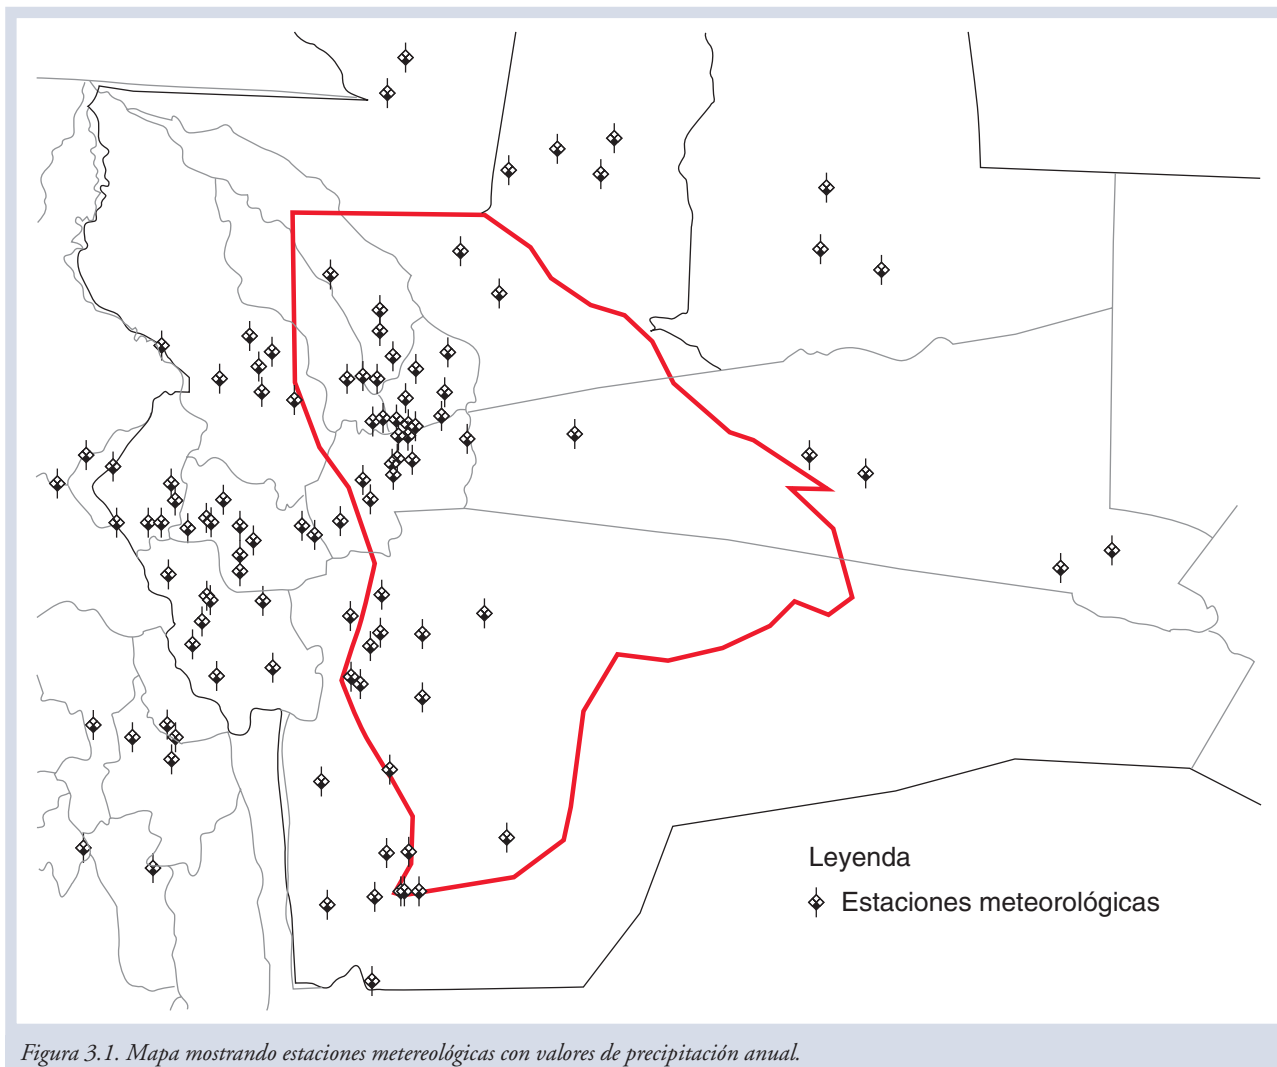 Leyenda
Estaciones meteorológicas
Figura 3.1. Mapa mostrando estaciones metereológicas con valores de precipitación anual.